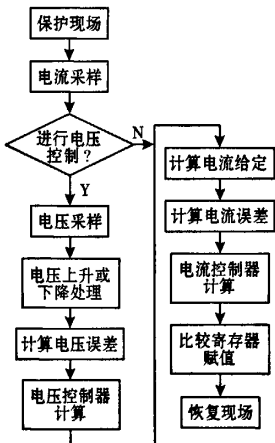 保护现场
电流采样
进行电压
控制?
N
Y
电压采样
电压上升或
下降处理
计算电压误差
电压控制器
计算
计算电流给定
计算电流误差
电流控制器
计算
比较寄存器
赋值
恢复现场